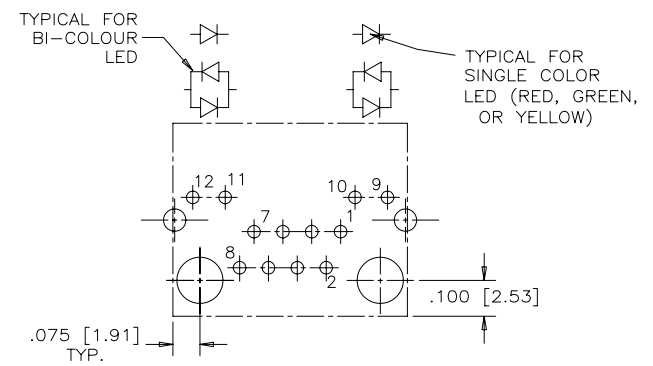 TYPICAL FOR
BI-COLOUR
LED
TYPICAL FOR
SINGLE COLOR
LED (RED, GREEN,
OR YELLOW)
12 11 10 9
7 1
8 2
.100 [2.53]
.075 [1.91]
TYP.